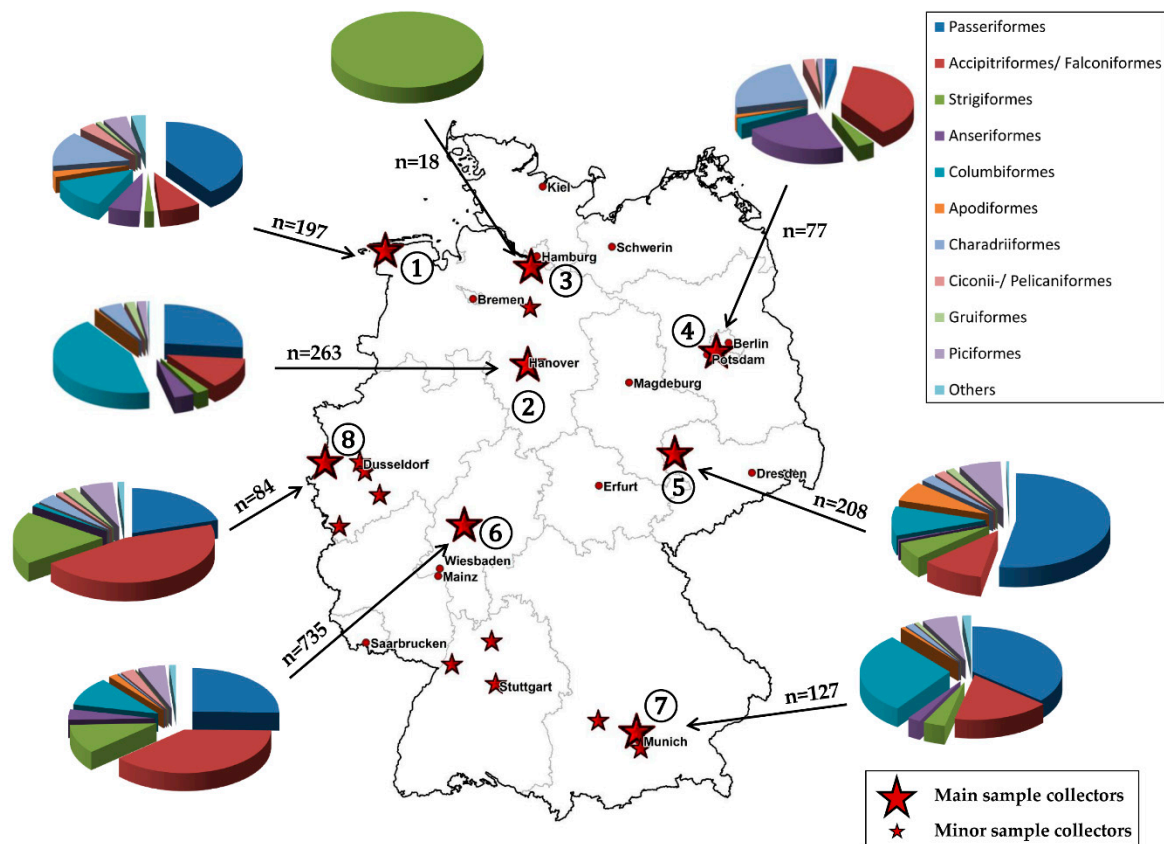 Passeriformes
Accipitriformes/ Falconiformes
Strigiformes
Anseriformes
Columbiformes
Apodiformes
Charadriiformes
Ciconii-/ Pelicaniformes
Gruiformes
Piciformes
Others
n=18
n=77
n=197
Kiel
Schwerin
Hamburg
1
3
Bremen
4
Berlin
Potsdam
n=263
Hanover
Magdeburg
2
8
Dusseldorf
n=84
Dresden
Erfurt
5
n=208
6
Wiesbaden
Mainz
n=735
Saarbrucken
Stuttgart
7
n=127
Munich
Main sample collectors
Minor sample collectors